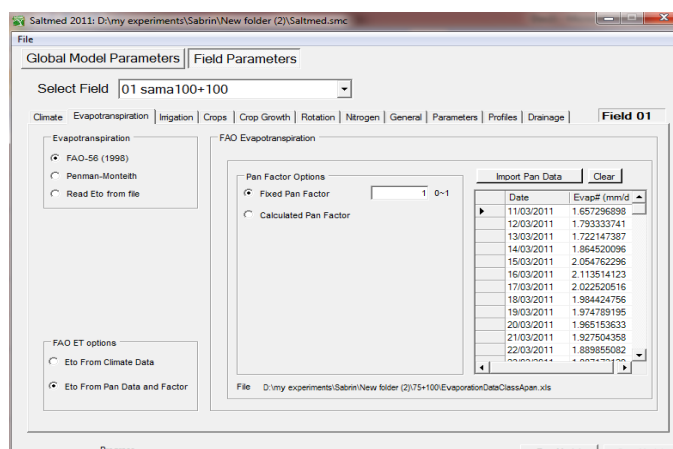 Saltmed 2011: D:\my experiments\Sabrin\New folder (2)\Saltmed.smc
File
Global Model Parameters Field Parameters
Select Field 01 sama100+100
Climate Evapotranspiration Irrigation Crops Crop Growth Rotation Nitrogen General Parameters Profiles Drainage Field 01
Evapotranspiration
FAO-56 (1998)
Penman-Monteith
Read Eto from file
FAO ET options
Eto From Climate Data
Eto From Pan Data and Factor
FAO Evapotranspiration
Pan Factor Options
Fixed Pan Factor 1 0~1
Calculated Pan Factor
Import Pan Data Clear
Date Evap# (mm/d
11/03/2011 1.657296898
12/03/2011 1.793333741
13/03/2011 1.722147387
14/03/2011 1.864520096
15/03/2011 2.054762296
16/03/2011 2.113514123
17/03/2011 2.022520516
18/03/2011 1.984424756
19/03/2011 1.974789195
20/03/2011 1.965153633
21/03/2011 1.927504358
22/03/2011 1.889855082
File D:\my experiments\Sabrin\New folder (2)\75+100\EvaporationDataClassApan.xls